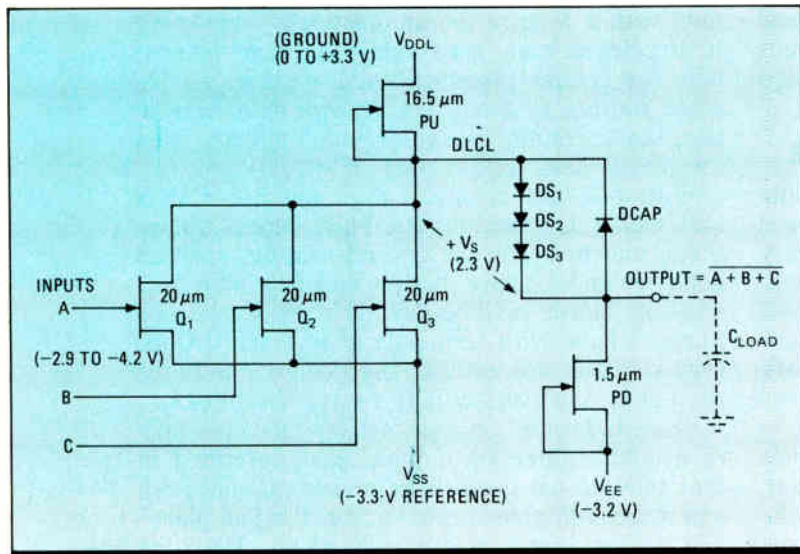 (GROUND) V_DDL
(0 TO +3.3 V)
16.5 μm
PU
DLCL
DS₁
DS₂
DS₃
DCAP
+ V_S
(2.3 V)
INPUTS
A
20 μm
Q₁
20 μm
Q₂
20 μm
Q₃
OUTPUT = A + B + C
C_LOAD
(−2.9 TO −4.2 V)
B
1.5 μm
PD
C
V_SS
(−3.3-V REFERENCE)
V_EE
(−3.2 V)